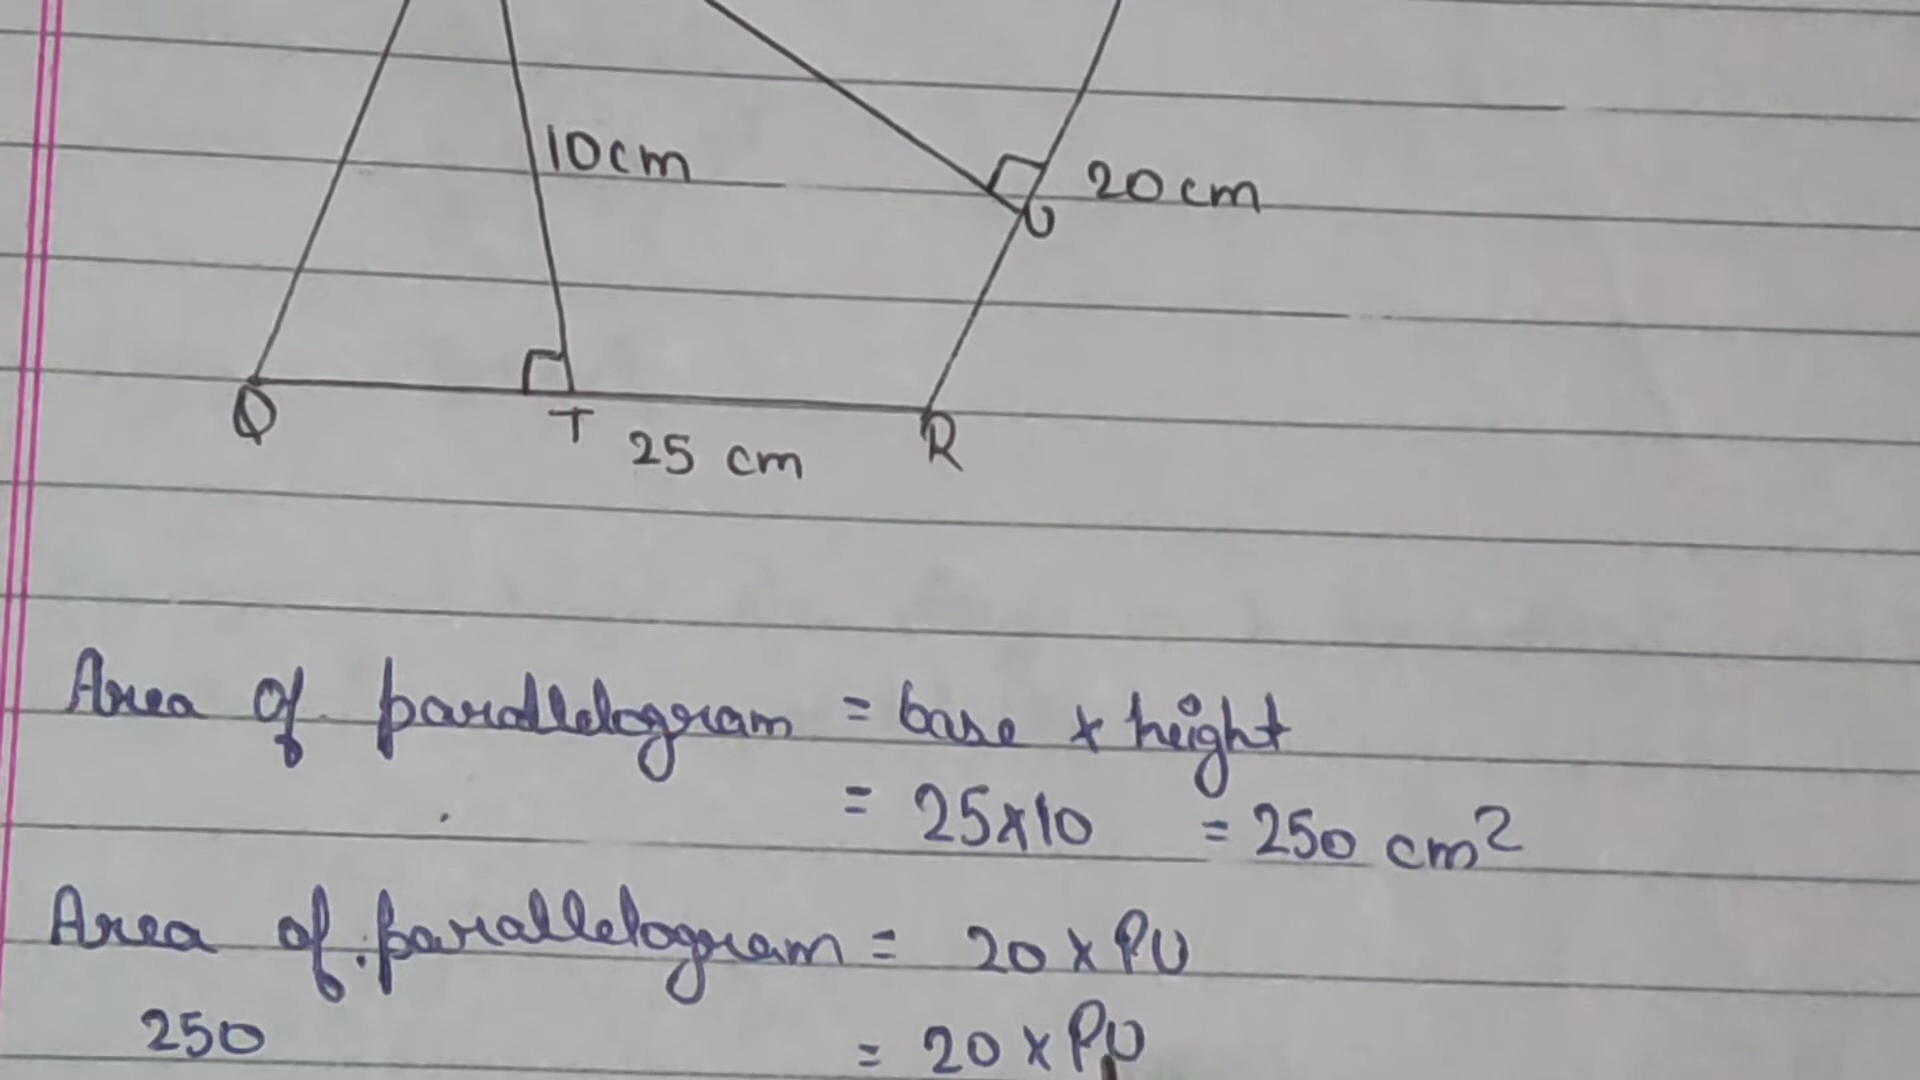 10cm
20 cm
U
Q
T
R
25 cm
Area of parallelogram = base × height
= 25×10 = 250 cm²
Area of parallelogram = 20 × PU
250 = 20 × PU